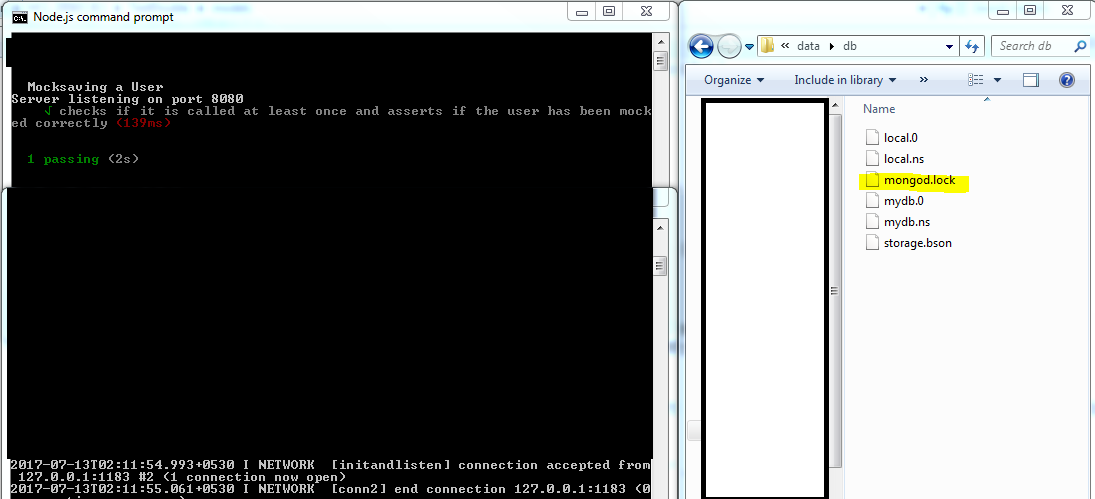 Node.js command prompt
Mocksaving a User
Server listening on port 8080
√ checks if it is called at least once and asserts if the user has been mock
ed correctly (139ms)
1 passing (2s)
2017-07-13T02:11:54.993+0530 I NETWORK  [initandlisten] connection accepted from
127.0.0.1:1183 #2 (1 connection now open)
2017-07-13T02:11:55.061+0530 I NETWORK  [conn2] end connection 127.0.0.1:1183 (0
« data db
Search db
Organize
Include in library
»
Name
local.0
local.ns
mongod.lock
mydb.0
mydb.ns
storage.bson